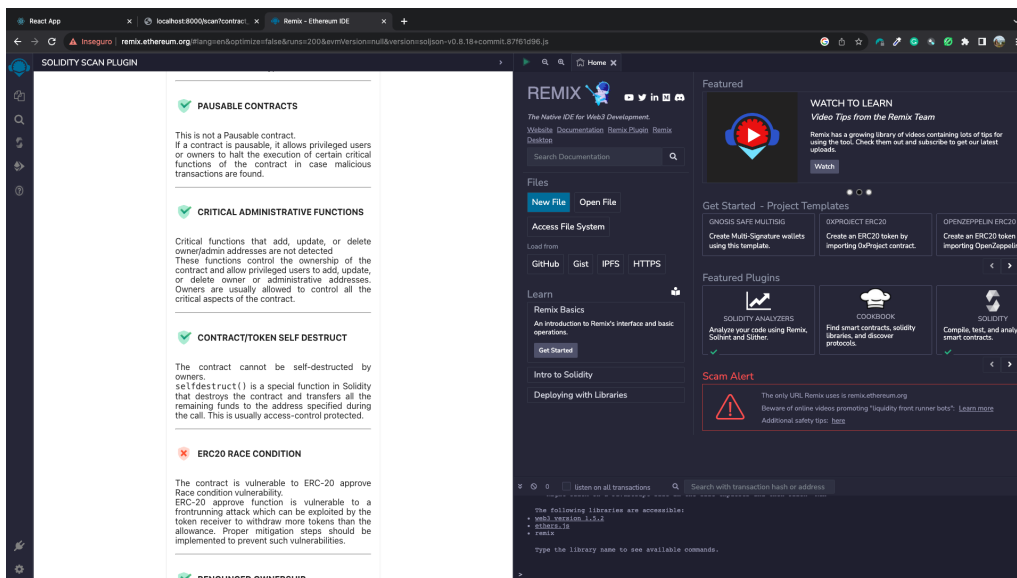 React App
localhost:8000/scan?contract_
Remix - Ethereum IDE
Inseguro | remix.ethereum.org/#lang=en&optimize=false&runs=200&evmVersion=null&version=soljson-v0.8.18+commit.87f61d96.js
SOLIDITY SCAN PLUGIN
PAUSABLE CONTRACTS
This is not a Pausable contract.
If a contract is pausable, it allows privileged users
or owners to halt the execution of certain critical
functions of the contract in case malicious
transactions are found.
CRITICAL ADMINISTRATIVE FUNCTIONS
Critical functions that add, update, or delete
owner/admin addresses are not detected
These functions control the ownership of the
contract and allow privileged users to add, update,
or delete owner or administrative addresses.
Owners are usually allowed to control all the
critical aspects of the contract.
CONTRACT/TOKEN SELF DESTRUCT
The contract cannot be self-destructed by
owners.
selfdestruct() is a special function in Solidity
that destroys the contract and transfers all the
remaining funds to the address specified during
the call. This is usually access-control protected.
ERC20 RACE CONDITION
The contract is vulnerable to ERC-20 approve
Race condition vulnerability.
ERC-20 approve function is vulnerable to a
frontrunning attack which can be exploited by the
token receiver to withdraw more tokens than the
allowance. Proper mitigation steps should be
implemented to prevent such vulnerabilities.
RENOUNCED OWNERSHIP
Home
REMIX
The Native IDE for Web3 Development.
Website Documentation Remix Plugin Remix
Desktop
Search Documentation
Files
New File
Open File
Access File System
Load from
GitHub
Gist
IPFS
HTTPS
Learn
Remix Basics
An introduction to Remix's interface and basic
operations.
Get Started
Intro to Solidity
Deploying with Libraries
Featured
WATCH TO LEARN
Video Tips from the Remix Team
Remix has a growing library of videos containing lots of tips for
using the tool. Check them out and subscribe to get our latest
uploads.
Watch
Get Started - Project Templates
GNOSIS SAFE MULTISIG
Create Multi-Signature wallets
using this template.
0XPROJECT ERC20
Create an ERC20 token by
importing 0xProject contract.
OPENZEPPELIN ERC20
Create an ERC20 token
importing OpenZeppelin
Featured Plugins
SOLIDITY ANALYZERS
Analyze your code using Remix,
Solhint and Slither.
COOKBOOK
Find smart contracts, solidity
libraries, and discover
protocols.
SOLIDITY
Compile, test, and analy
smart contracts.
Scam Alert
The only URL Remix uses is remix.ethereum.org
Beware of online videos promoting "liquidity front runner bots": Learn more
Additional safety tips: here
0
listen on all transactions
Search with transaction hash or address
The following libraries are accessible:
web3 version 1.5.2
ethers.js
remix
Type the library name to see available commands.
>